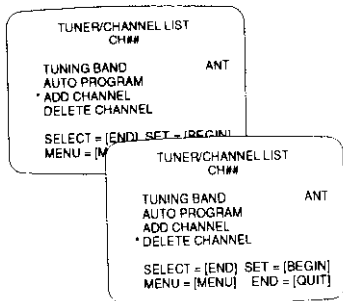 TUNER/CHANNEL LIST
CH##
TUNING BAND ANT
AUTO PROGRAM
* ADD CHANNEL
DELETE CHANNEL
SELECT = [END] SET = [BEGIN]
MENU = [M
TUNER/CHANNEL LIST
CH##
TUNING BAND ANT
AUTO PROGRAM
ADD CHANNEL
* DELETE CHANNEL
SELECT = [END] SET = [BEGIN]
MENU = [MENU] END = [QUIT]